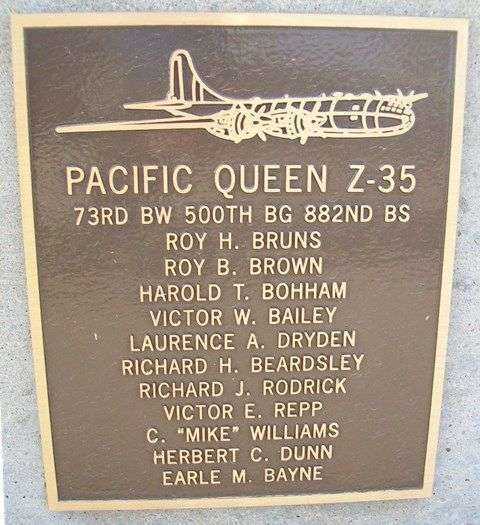 PACIFIC QUEEN Z-35
73RD BW 500TH BG 882ND BS
ROY H. BRUNS
ROY B. BROWN
HAROLD T. BOHHAM
VICTOR W. BAILEY
LAURENCE A. DRYDEN
RICHARD H. BEARDSLEY
RICHARD J. RODRICK
VICTOR E. REPP
C. "MIKE" WILLIAMS
HERBERT C. DUNN
EARLE M. BAYNE